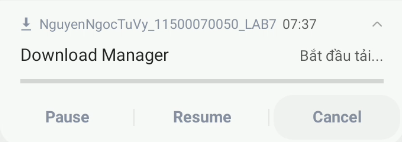 NguyenNgocTuVy_11500070050_LAB7 07:37
Download Manager Bắt đầu tải...
Pause Resume Cancel